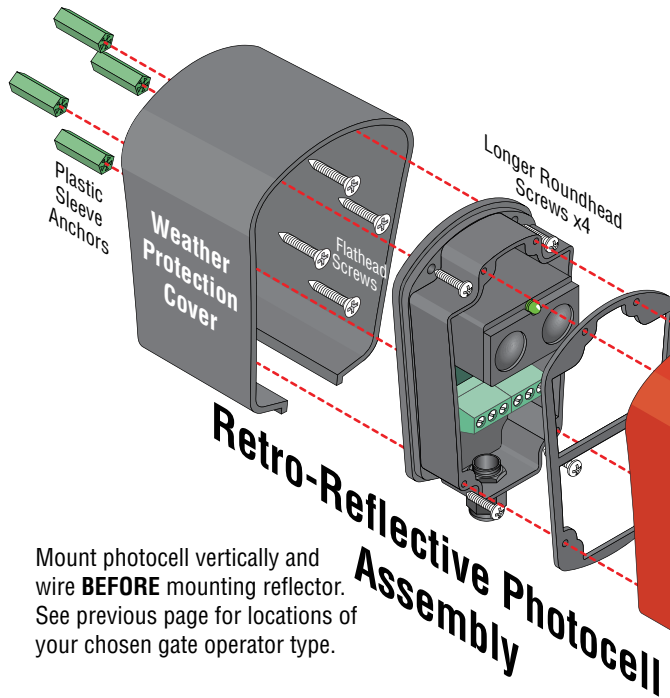 Plastic
Sleeve
Anchors
Weather
Protection
Cover
Flathead
Screws
Longer Roundhead
Screws x4
Retro-Reflective Photocell
Assembly
Mount photocell vertically and
wire BEFORE mounting reflector.
See previous page for locations of
your chosen gate operator type.